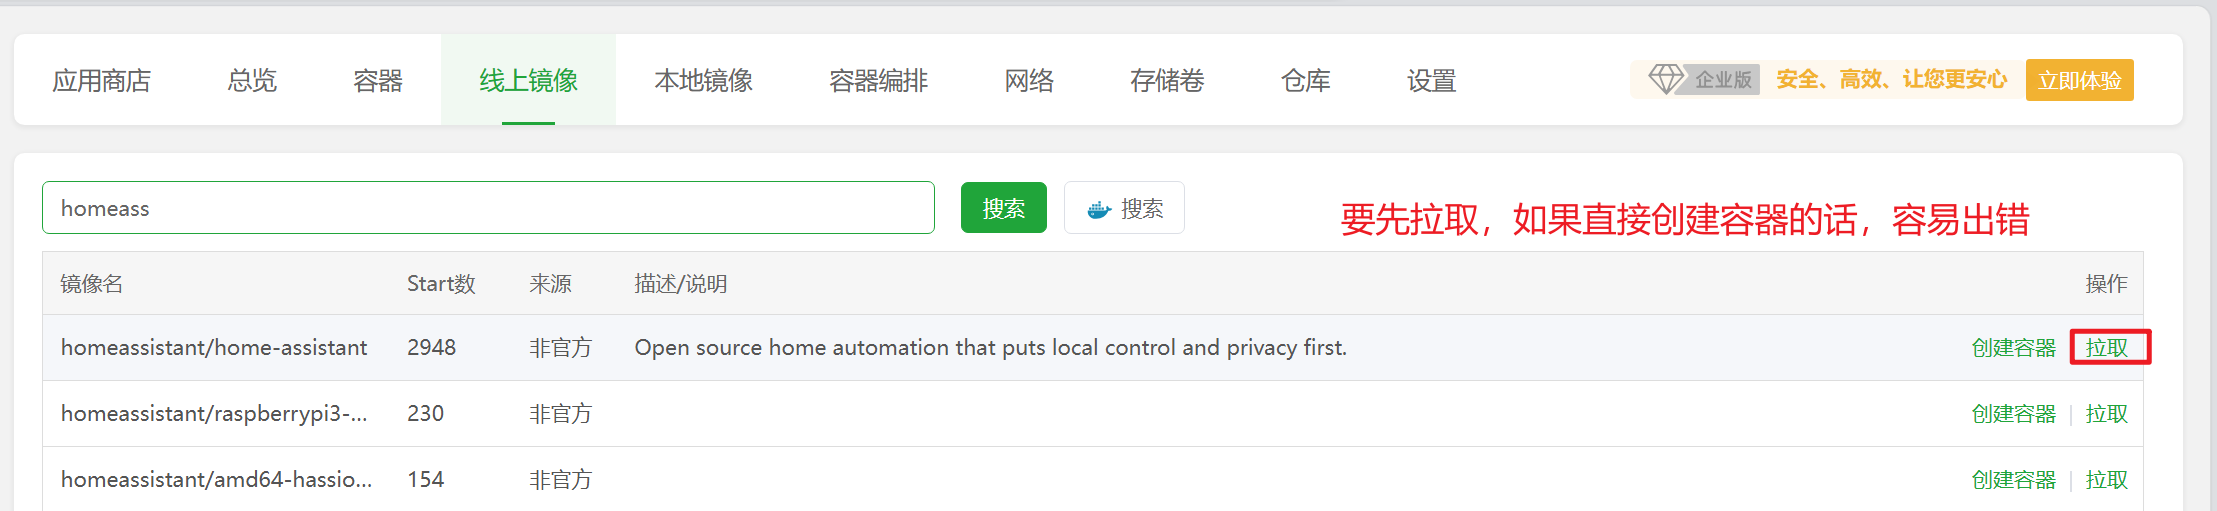 应用商店 总览 容器 线上镜像 本地镜像 容器编排 网络 存储卷 仓库 设置 企业版 安全、高效、让您更安心 立即体验
homeass 搜索 搜索
要先拉取，如果直接创建容器的话，容易出错
镜像名 Start数 来源 描述/说明 操作
homeassistant/home-assistant 2948 非官方 Open source home automation that puts local control and privacy first. 创建容器 拉取
homeassistant/raspberrypi3-... 230 非官方 创建容器 | 拉取
homeassistant/amd64-hassio... 154 非官方 创建容器 | 拉取